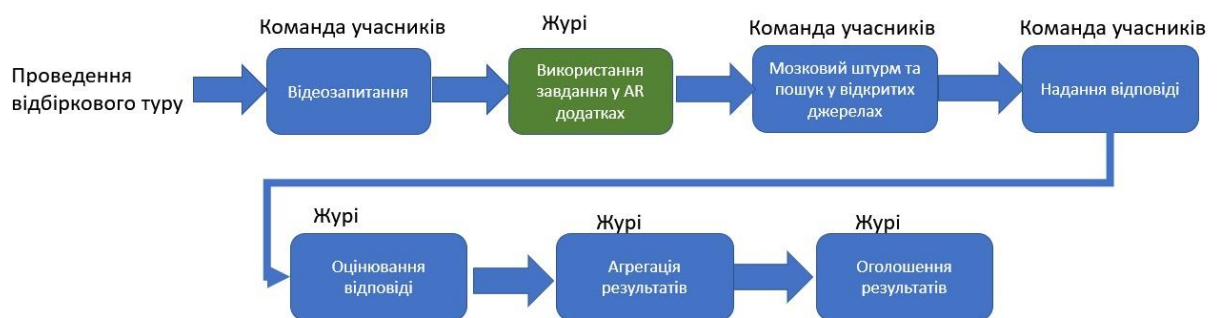 Команда учасників
Журі
Команда учасників
Команда учасників
Проведення
відбіркового туру
Відеозапитання
Використання
завдання у AR
додатках
Мозковий штурм та
пошук у відкритих
джерелах
Надання відповіді
Журі
Журі
Журі
Оцінювання
відповіді
Агрегація
результатів
Оголошення
результатів